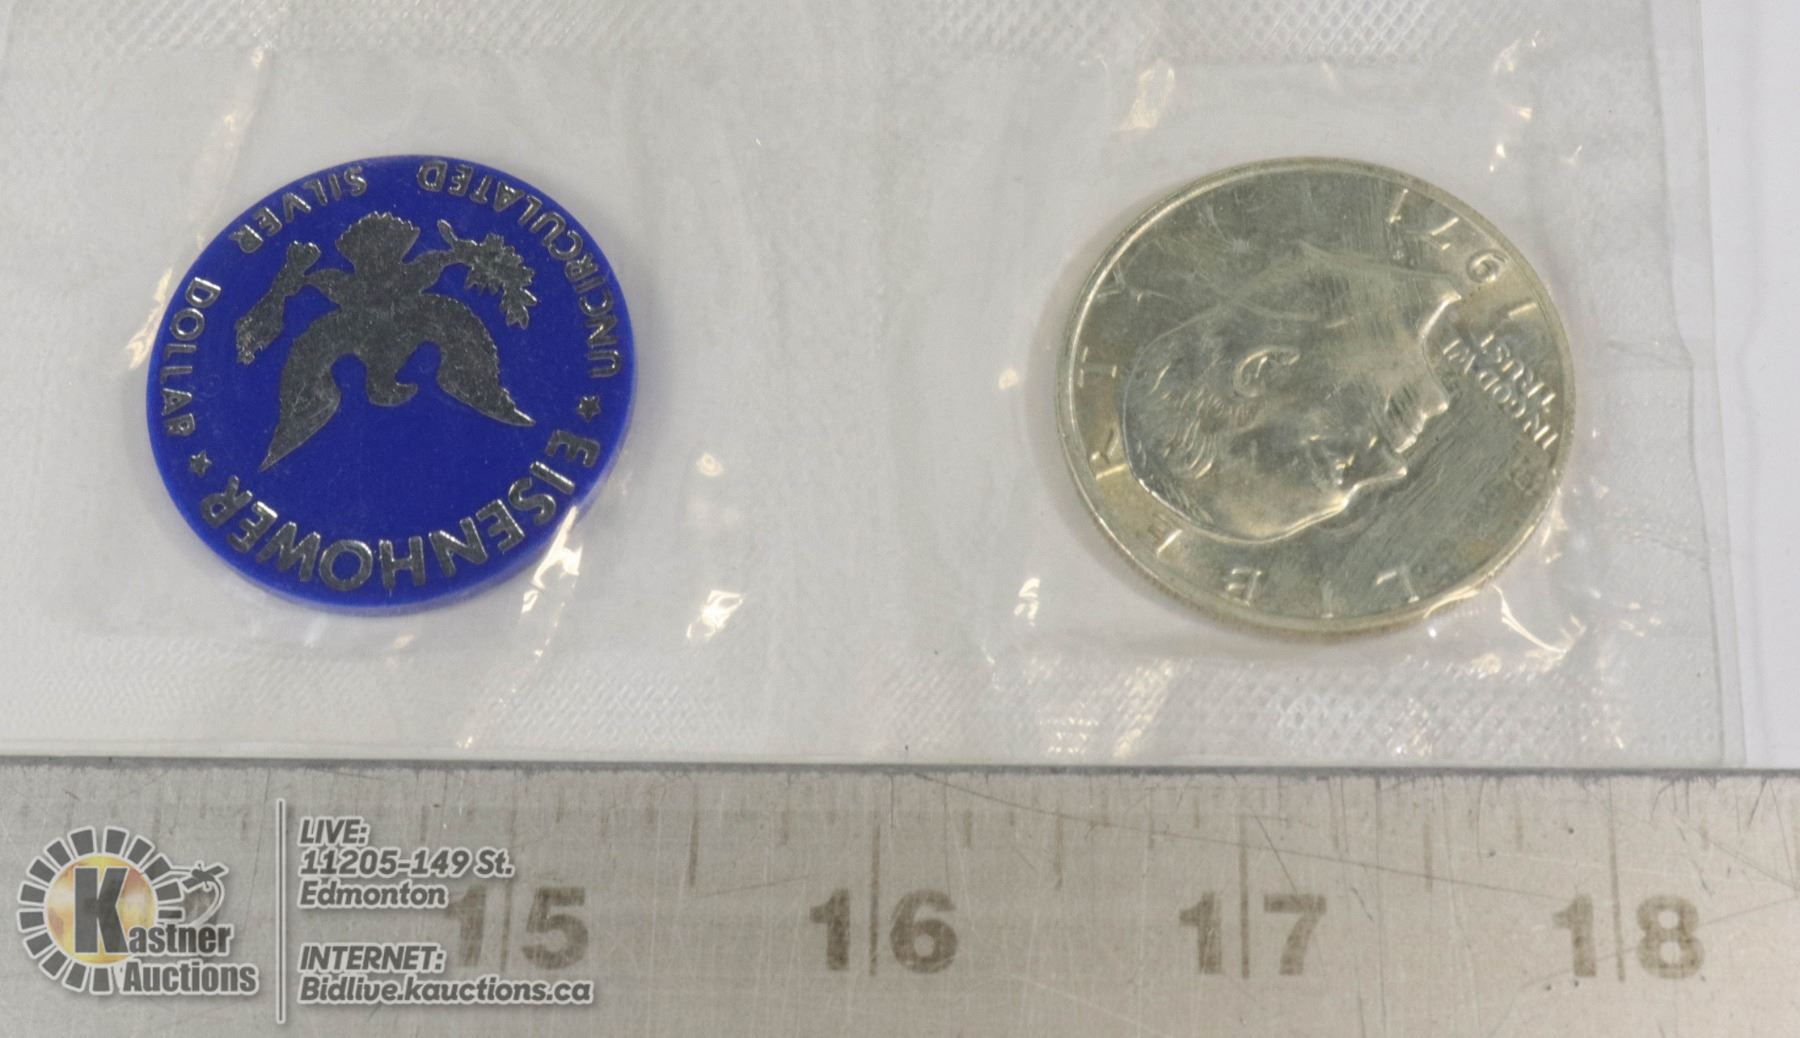 EISENHOWER
UNCIRCULATED SILVER DOLLAR
LIBERTY
IN GOD WE
TRUST
1971
15 16 17 18
Kastner
Auctions
LIVE:
11205-149 St.
Edmonton
INTERNET:
Bidlive.kauctions.ca